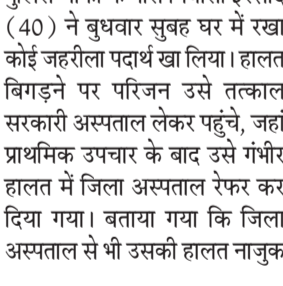 (40) ने बुधवार सुबह घर में रखा
कोई जहरीला पदार्थ खा लिया। हालत
बिगड़ने पर परिजन उसे तत्काल
सरकारी अस्पताल लेकर पहुंचे, जहां
प्राथमिक उपचार के बाद उसे गंभीर
हालत में जिला अस्पताल रेफर कर
दिया गया। बताया गया कि जिला
अस्पताल से भी उसकी हालत नाजुक